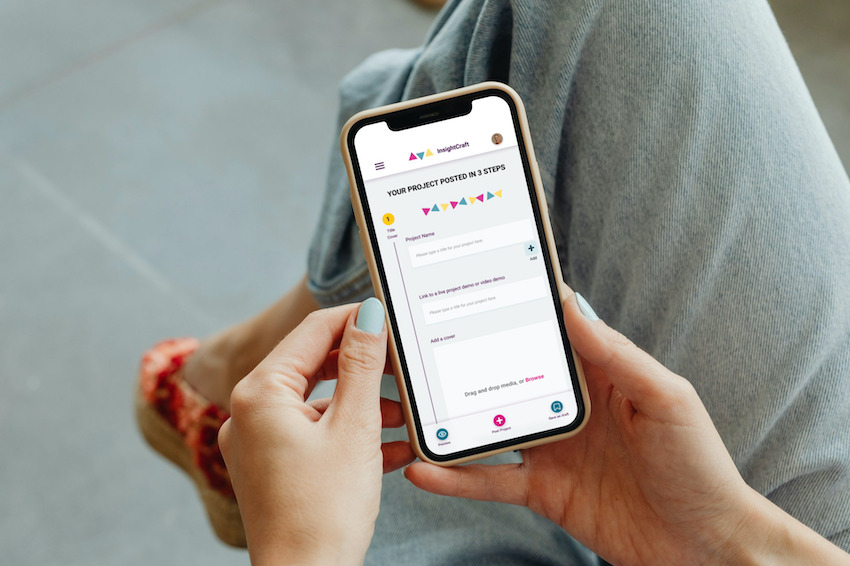 InsightCraft
YOUR PROJECT POSTED IN 3 STEPS
1
Title
Cover
Project Name
Please type a title for your project here
Add
Link to a live project demo or video demo
Please type a title for your project here
Add a cover
Drag and drop media, or Browse
Preview
Post Project
Save as Draft